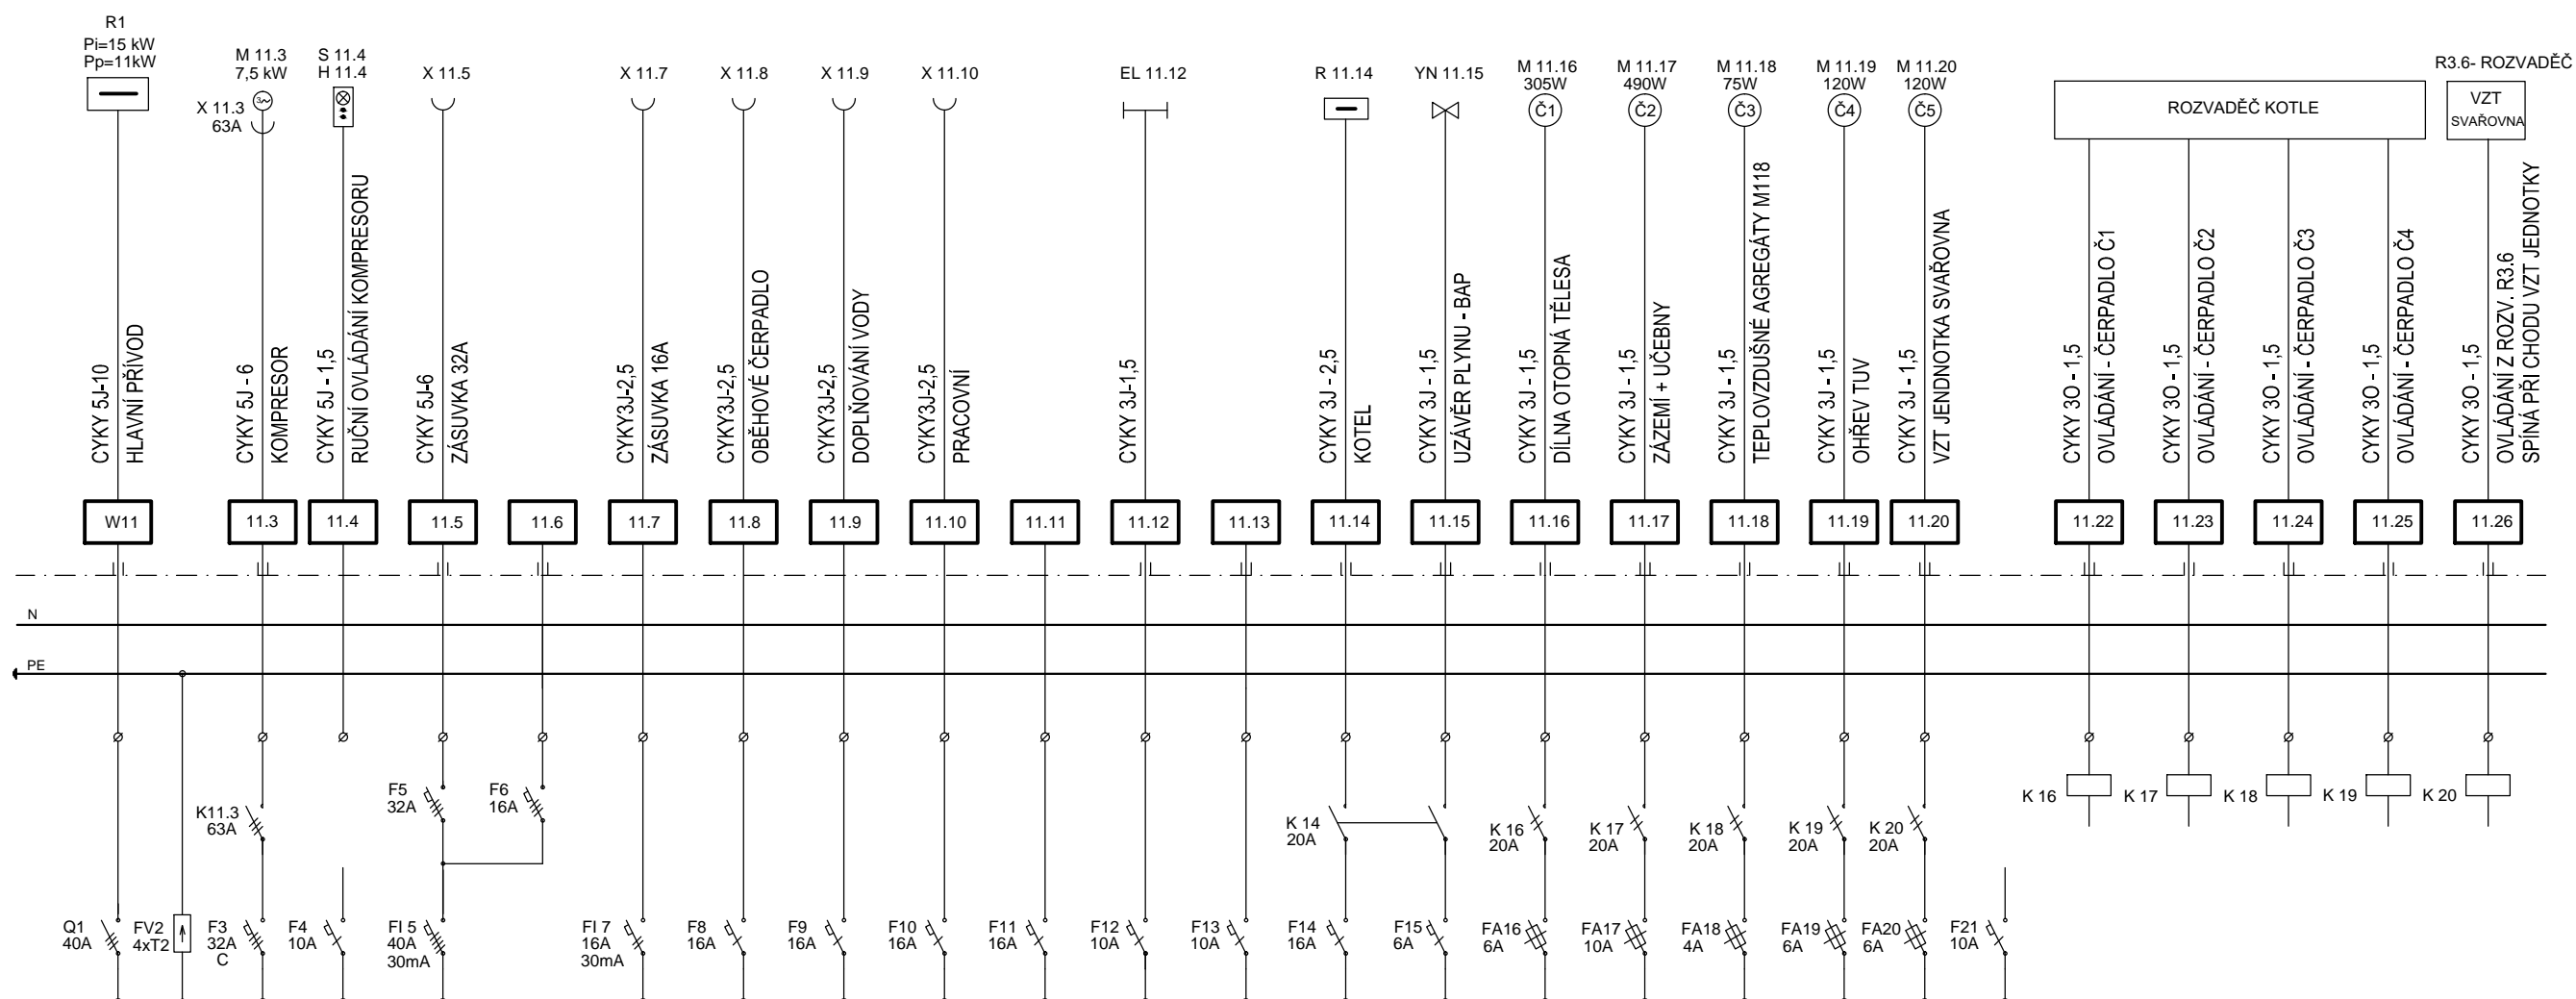 R1
Pi=15 kW
Pp=11kW
M 11.3
7,5 kW
X 11.3
63A
3~
S 11.4
H 11.4
X 11.5
X 11.7
X 11.8
X 11.9
X 11.10
EL 11.12
R 11.14
YN 11.15
M 11.16
305W
Č1
M 11.17
490W
Č2
M 11.18
75W
Č3
M 11.19
120W
Č4
M 11.20
120W
Č5
ROZVADĚČ KOTLE
R3.6- ROZVADĚČ
VZT
SVAŘOVNA
CYKY 5J-10
HLAVNÍ PŘÍVOD
CYKY 5J - 6
KOMPRESOR
CYKY 5J - 1,5
RUČNÍ OVLÁDÁNÍ KOMPRESORU
CYKY 5J-6
ZÁSUVKA 32A
CYKY3J-2,5
ZÁSUVKA 16A
CYKY3J-2,5
OBĚHOVÉ ČERPADLO
CYKY3J-2,5
DOPLŇOVÁNÍ VODY
CYKY3J-2,5
PRACOVNÍ
CYKY 3J-1,5
CYKY 3J - 2,5
KOTEL
CYKY 3J - 1,5
UZÁVĚR PLYNU - BAP
CYKY 3J - 1,5
DÍLNA OTOPNÁ TĚLESA
CYKY 3J - 1,5
ZÁZEMÍ + UČEBNY
CYKY 3J - 1,5
TEPLOVZDUŠNÉ AGREGÁTY M118
CYKY 3J - 1,5
OHŘEV TUV
CYKY 3J - 1,5
VZT JENDNOTKA SVAŘOVNA
CYKY 3O - 1,5
OVLÁDÁNÍ - ČERPADLO Č1
CYKY 3O - 1,5
OVLÁDÁNÍ - ČERPADLO Č2
CYKY 3O - 1,5
OVLÁDÁNÍ - ČERPADLO Č3
CYKY 3O - 1,5
OVLÁDÁNÍ - ČERPADLO Č4
CYKY 3O - 1,5
OVLÁDÁNÍ Z ROZV. R3.6
SPÍNÁ PŘI CHODU VZT JEDNOTKY
W11
11.3
11.4
11.5
11.6
11.7
11.8
11.9
11.10
11.11
11.12
11.13
11.14
11.15
11.16
11.17
11.18
11.19
11.20
11.22
11.23
11.24
11.25
11.26
N
PE
K11.3
63A
F5
32A
F6
16A
K 14
20A
K 16
20A
K 17
20A
K 18
20A
K 19
20A
K 20
20A
K 16
K 17
K 18
K 19
K 20
Q1
40A
FV2
4xT2
F3
32A
C
F4
10A
FI 5
40A
30mA
FI 7
16A
30mA
F8
16A
F9
16A
F10
16A
F11
16A
F12
10A
F13
10A
F14
16A
F15
6A
FA16
6A
FA17
10A
FA18
4A
FA19
6A
FA20
6A
F21
10A